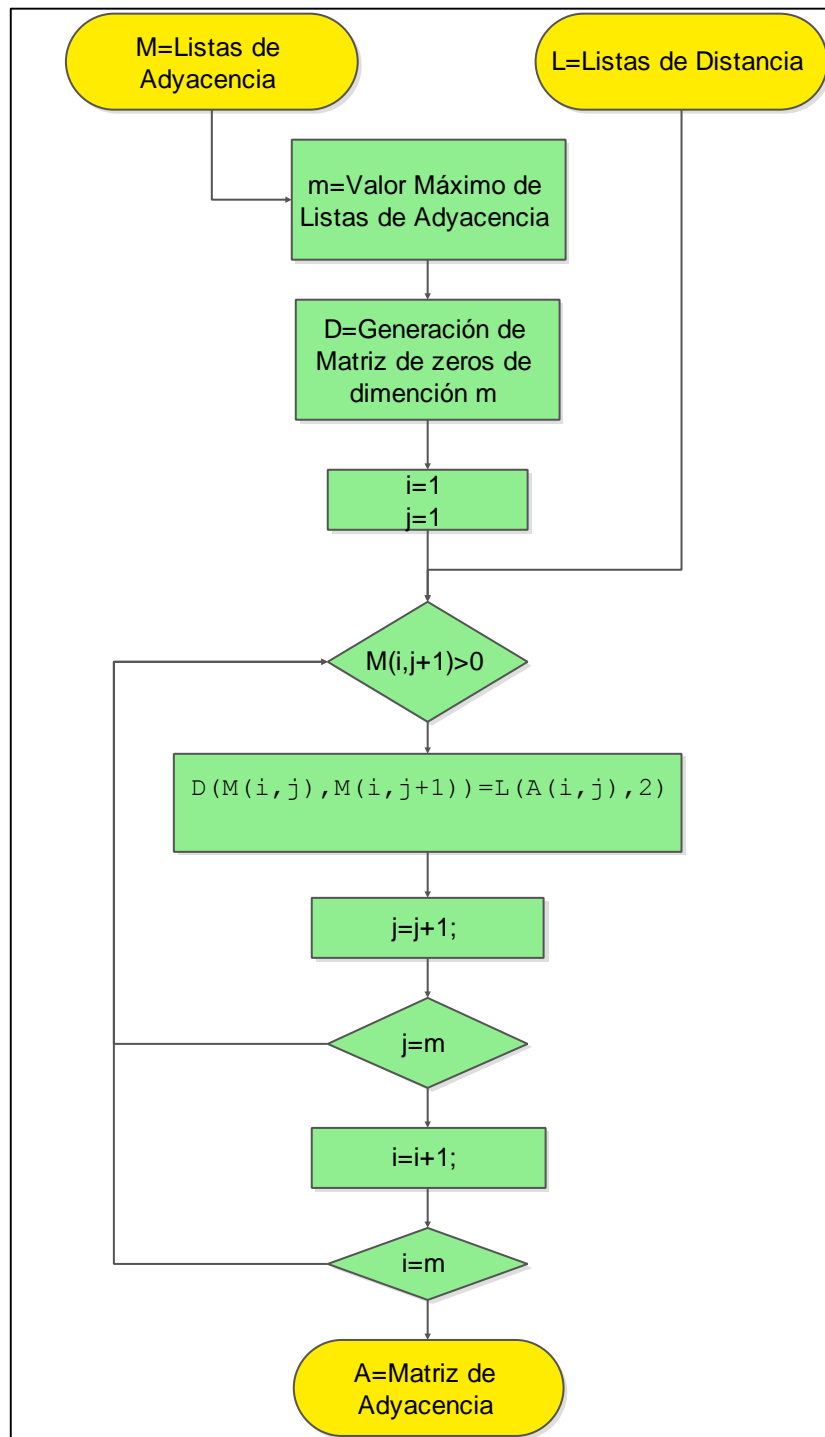 M=Listas de
Adyacencia
L=Listas de Distancia
m=Valor Máximo de
Listas de Adyacencia
D=Generación de
Matriz de zeros de
dimención m
i=1
j=1
M(i,j+1)>0
D(M(i,j),M(i,j+1))=L(A(i,j),2)
j=j+1;
j=m
i=i+1;
i=m
A=Matriz de
Adyacencia